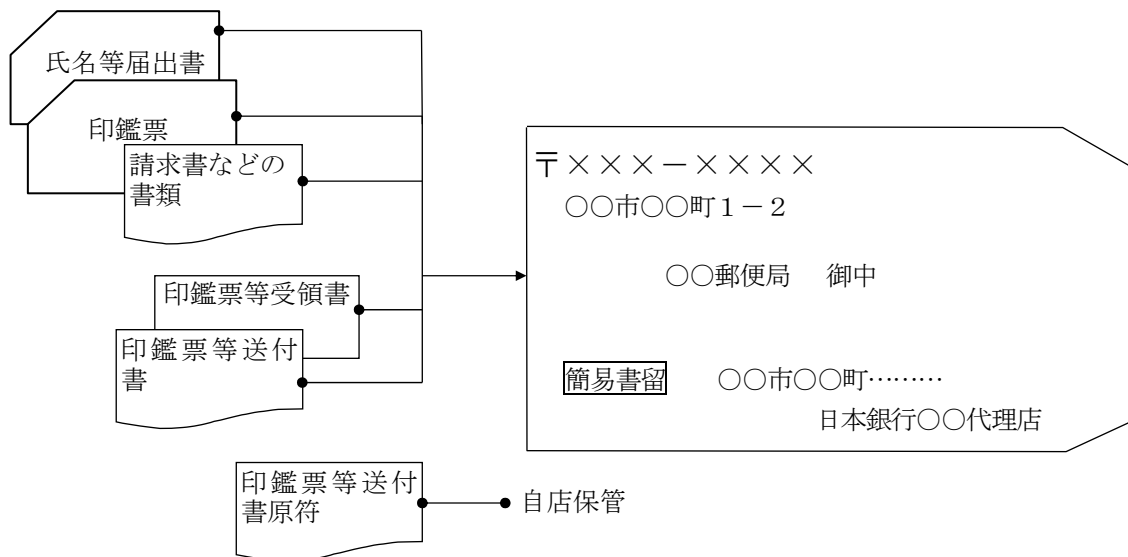 氏名等届出書
印鑑票
請求書などの
書類
印鑑票等受領書
印鑑票等送付
書
印鑑票等送付
書原符
自店保管
〒×××－××××
○○市○○町１－２
○○郵便局　御中
簡易書留　○○市○○町………
日本銀行○○代理店